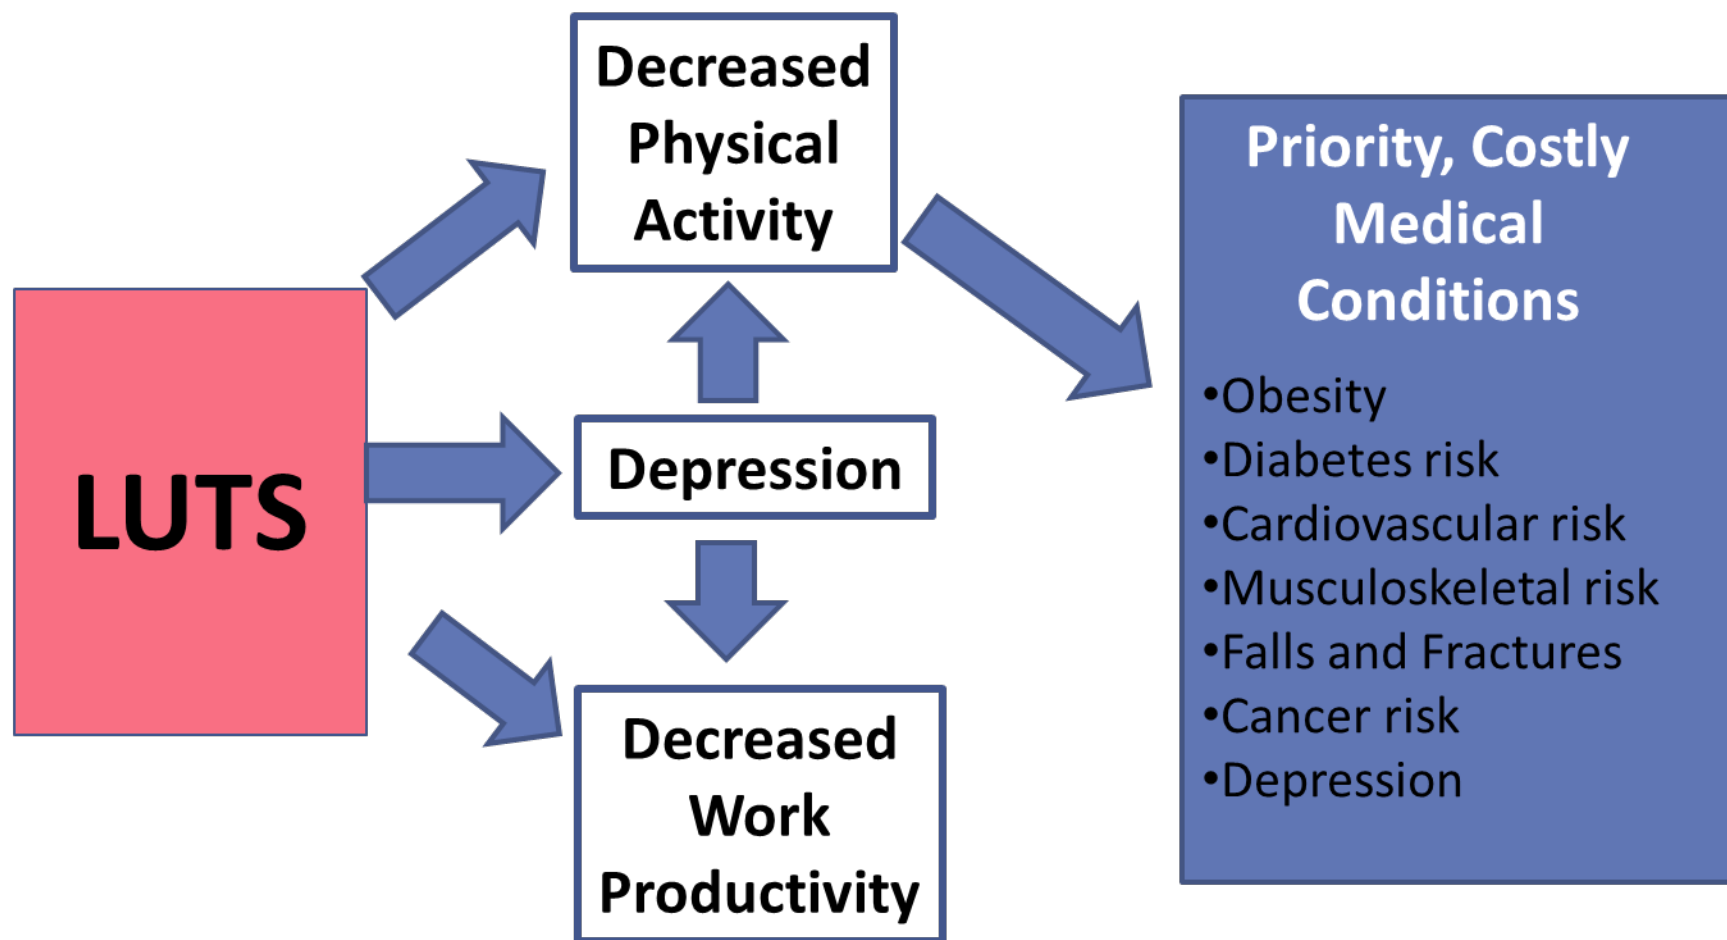 Decreased
Physical
Activity
LUTS
Depression
Decreased
Work
Productivity
Priority, Costly
Medical
Conditions
•Obesity
•Diabetes risk
•Cardiovascular risk
•Musculoskeletal risk
•Falls and Fractures
•Cancer risk
•Depression